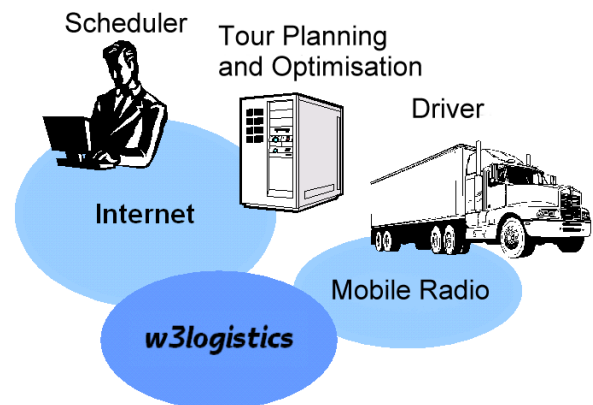 Scheduler
Tour Planning
and Optimisation
Driver
Internet
Mobile Radio
w3logistics